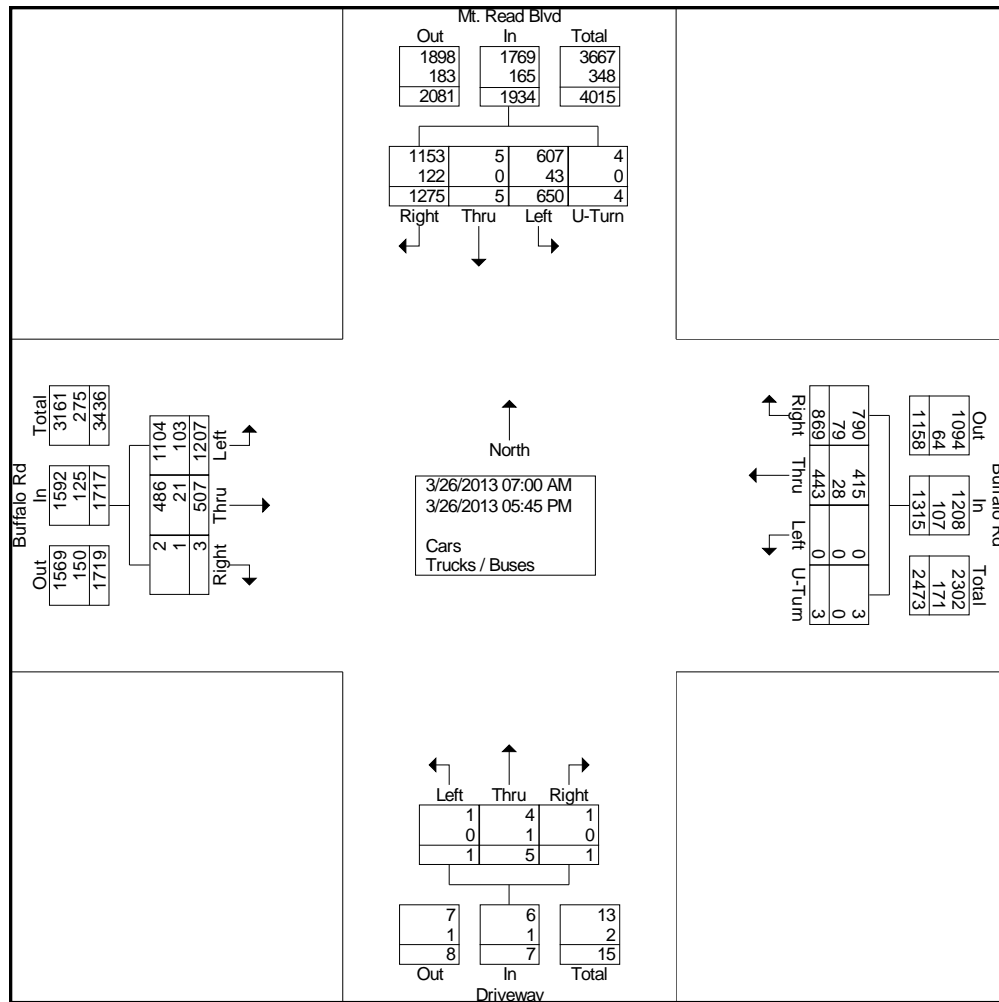 Mt. Read Blvd
Out In Total
1898 1769 3667
183 165 348
2081 1934 4015
1153 5 607 4
122 0 43 0
1275 5 650 4
Right Thru Left U-Turn
Buffalo Rd
Total In Out
3161 1592 1569
275 125 150
3436 1717 1719
1104 486 2
103 21 1
1207 507 3
Left Thru Right
North
3/26/2013 07:00 AM
3/26/2013 05:45 PM
Cars
Trucks / Buses
Right Thru Left U-Turn
869 443 0 3
79 28 0 0
790 415 0 3
Out In Total
1094 1208 2302
64 107 171
1158 1315 2473
Buffalo Rd
Left Thru Right
1 4 1
0 1 0
1 5 1
7 6 13
1 1 2
8 7 15
Out In Total
Driveway